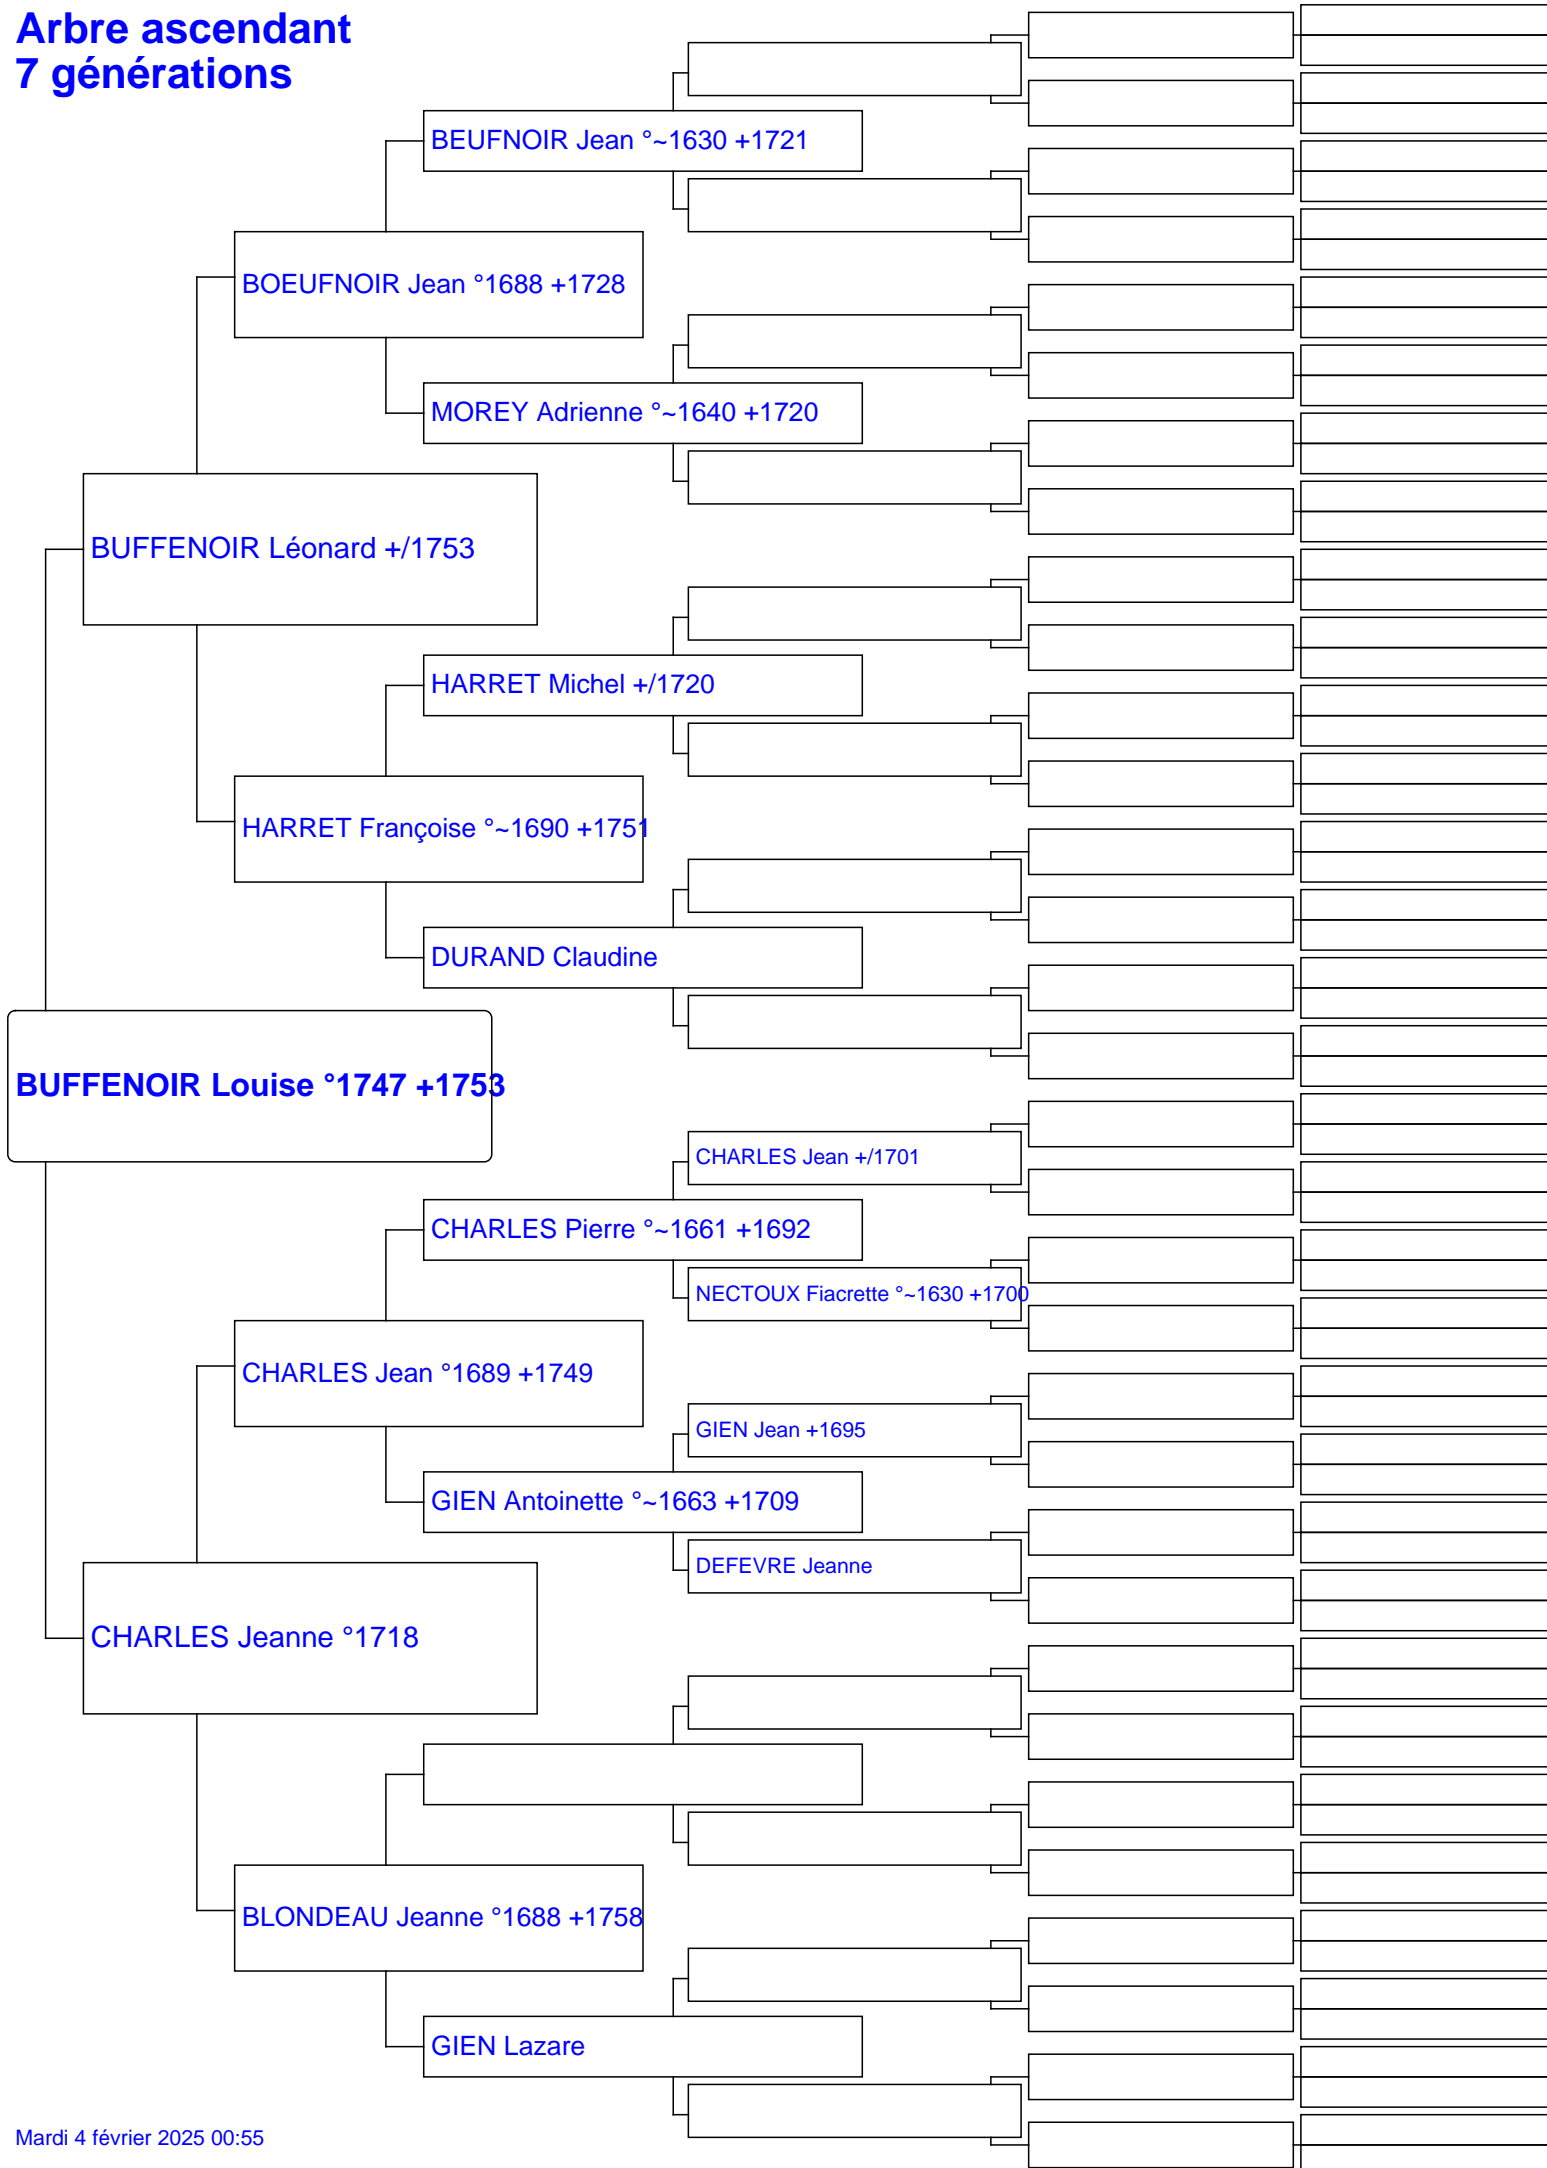 Arbre ascendant
7 générations
BEUFNOIR Jean °~1630 +1721
BOEUFNOIR Jean °1688 +1728
MOREY Adrienne °~1640 +1720
BUFFENOIR Léonard +/1753
HARRET Michel +/1720
HARRET Françoise °~1690 +1751
DURAND Claudine
BUFFENOIR Louise °1747 +1753
CHARLES Jean +/1701
CHARLES Pierre °~1661 +1692
NECTOUX Fiacrette °~1630 +1700
CHARLES Jean °1689 +1749
GIEN Jean +1695
GIEN Antoinette °~1663 +1709
DEFEVRE Jeanne
CHARLES Jeanne °1718
BLONDEAU Jeanne °1688 +1758
GIEN Lazare
Mardi 4 février 2025 00:55